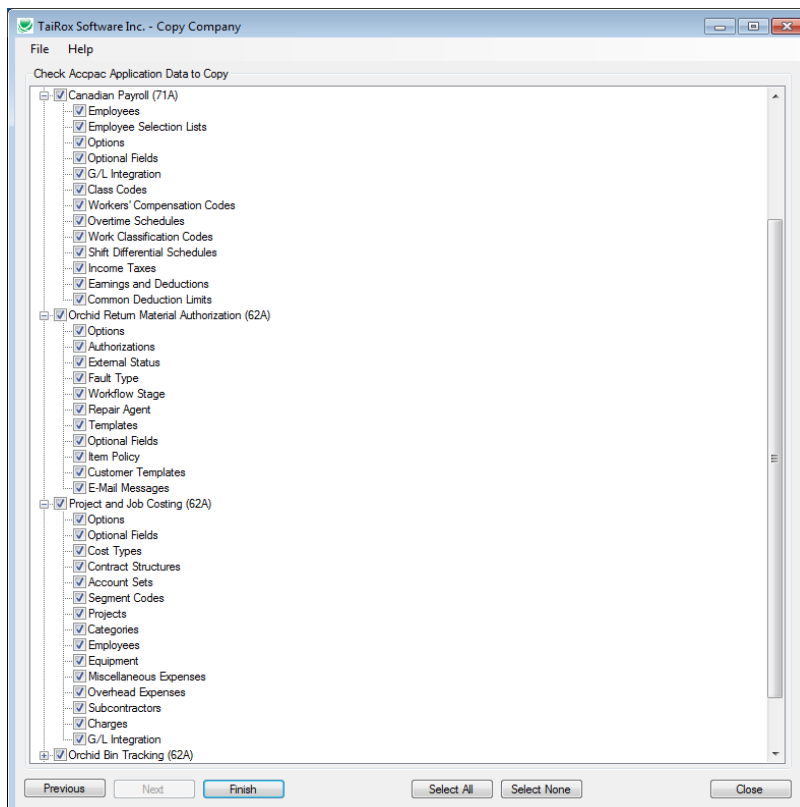 TaiRox Software Inc. - Copy Company
File Help
Check Accpac Application Data to Copy
Canadian Payroll (71A)
Employees
Employee Selection Lists
Options
Optional Fields
G/L Integration
Class Codes
Workers' Compensation Codes
Overtime Schedules
Work Classification Codes
Shift Differential Schedules
Income Taxes
Earnings and Deductions
Common Deduction Limits
Orchid Return Material Authorization (62A)
Options
Authorizations
External Status
Fault Type
Workflow Stage
Repair Agent
Templates
Optional Fields
Item Policy
Customer Templates
E-Mail Messages
Project and Job Costing (62A)
Options
Optional Fields
Cost Types
Contract Structures
Account Sets
Segment Codes
Projects
Categories
Employees
Equipment
Miscellaneous Expenses
Overhead Expenses
Subcontractors
Charges
G/L Integration
Orchid Bin Tracking (62A)
Previous Next Finish Select All Select None Close